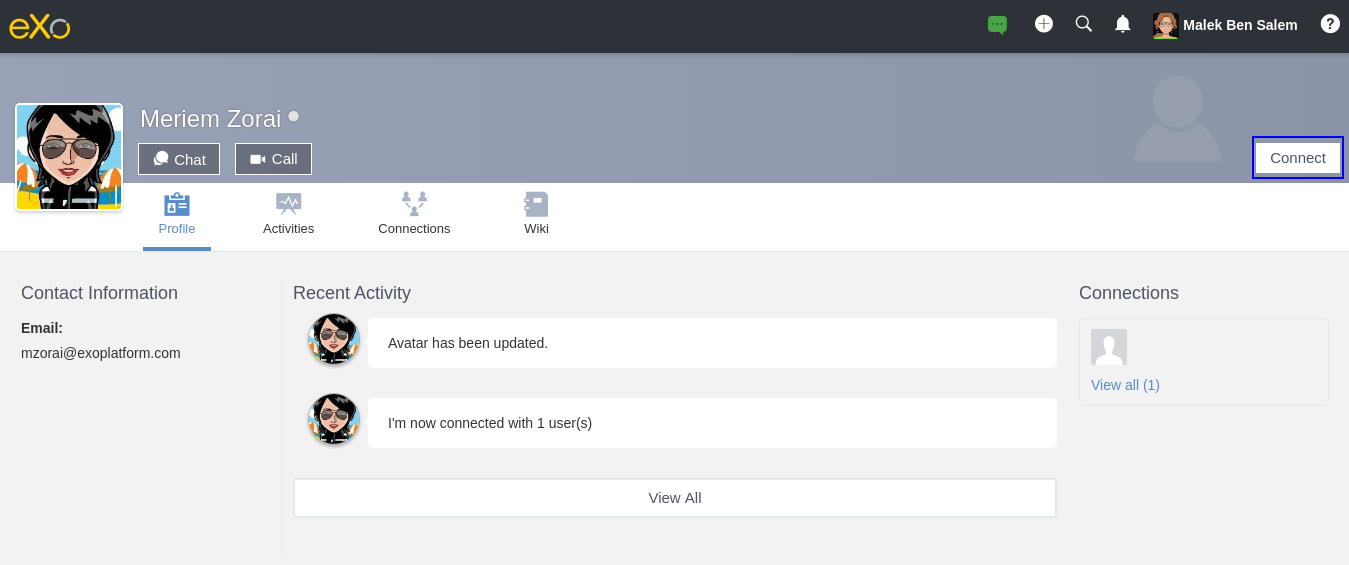 eXo
Malek Ben Salem
?
Meriem Zorai
Chat
Call
Connect
Profile
Activities
Connections
Wiki
Contact Information
Email:
mzorai@exoplatform.com
Recent Activity
Avatar has been updated.
I'm now connected with 1 user(s)
View All
Connections
View all (1)